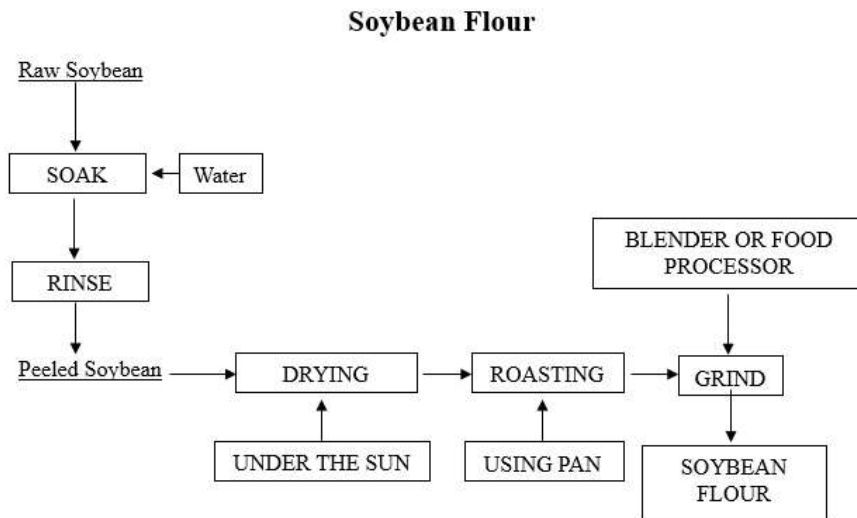 Soybean Flour
Raw Soybean
SOAK
Water
RINSE
Peeled Soybean
DRYING
UNDER THE SUN
ROASTING
USING PAN
BLENDER OR FOOD
PROCESSOR
GRIND
SOYBEAN
FLOUR